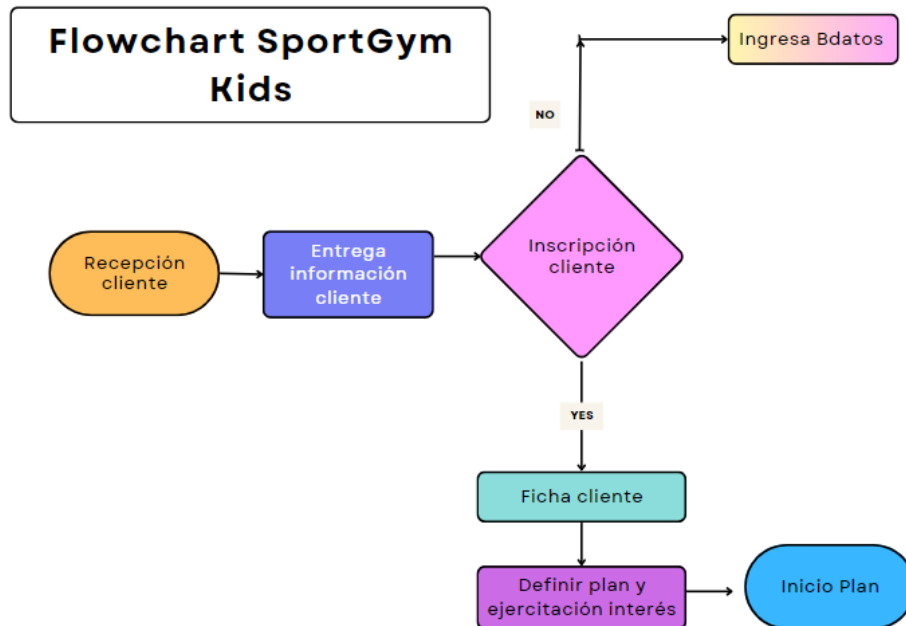 Flowchart SportGym
Kids
Ingresa Bdatos
NO
Inscripción
cliente
Entrega
información
cliente
Recepción
cliente
YES
Ficha cliente
Definir plan y
ejercitación interés
Inicio Plan